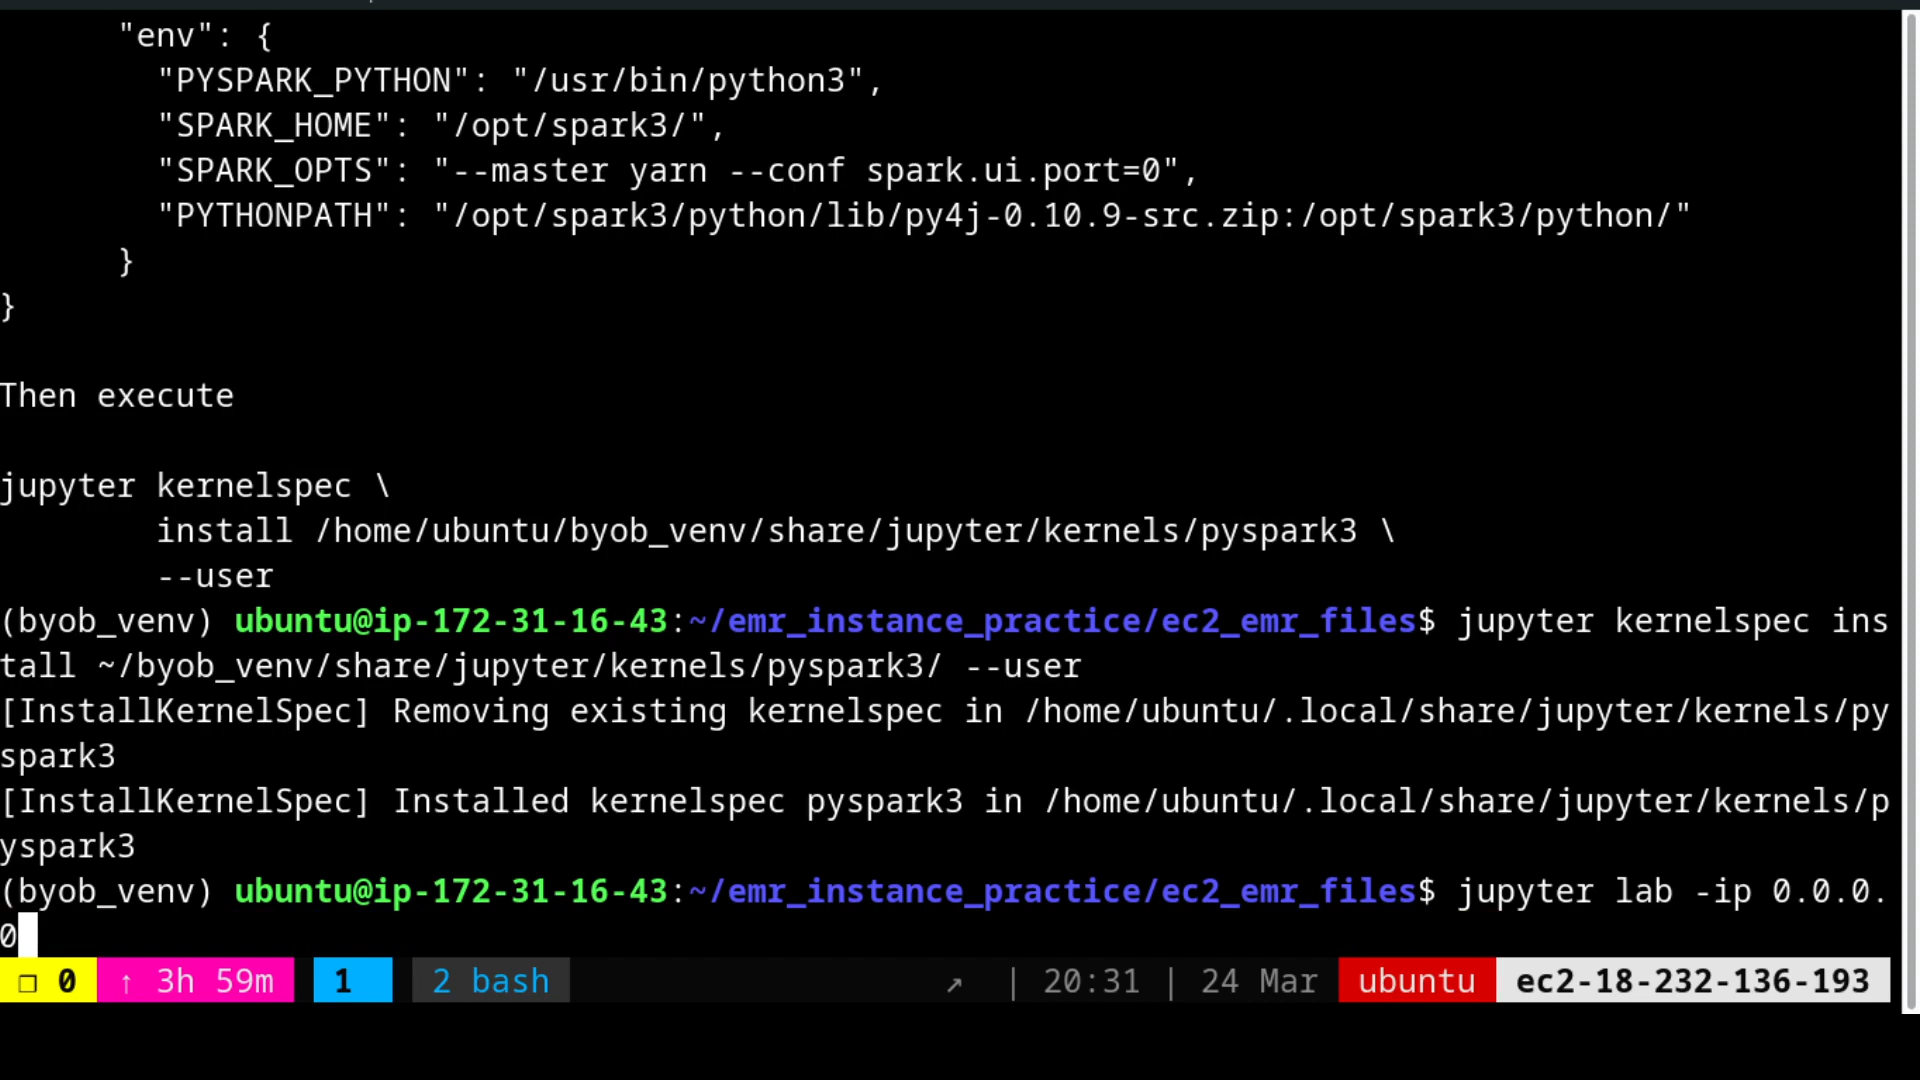 "env": {
"PYSPARK_PYTHON": "/usr/bin/python3",
"SPARK_HOME": "/opt/spark3/",
"SPARK_OPTS": "--master yarn --conf spark.ui.port=0",
"PYTHONPATH": "/opt/spark3/python/lib/py4j-0.10.9-src.zip:/opt/spark3/python/"
}
}
Then execute
jupyter kernelspec \
install /home/ubuntu/byob_venv/share/jupyter/kernels/pyspark3 \
--user
(byob_venv) ubuntu@ip-172-31-16-43:~/emr_instance_practice/ec2_emr_files$ jupyter kernelspec ins
tall ~/byob_venv/share/jupyter/kernels/pyspark3/ --user
[InstallKernelSpec] Removing existing kernelspec in /home/ubuntu/.local/share/jupyter/kernels/py
spark3
[InstallKernelSpec] Installed kernelspec pyspark3 in /home/ubuntu/.local/share/jupyter/kernels/p
yspark3
(byob_venv) ubuntu@ip-172-31-16-43:~/emr_instance_practice/ec2_emr_files$ jupyter lab -ip 0.0.0.
0
❐ 0 ↑ 3h 59m 1 2 bash ↗ | 20:31 | 24 Mar ubuntu ec2-18-232-136-193